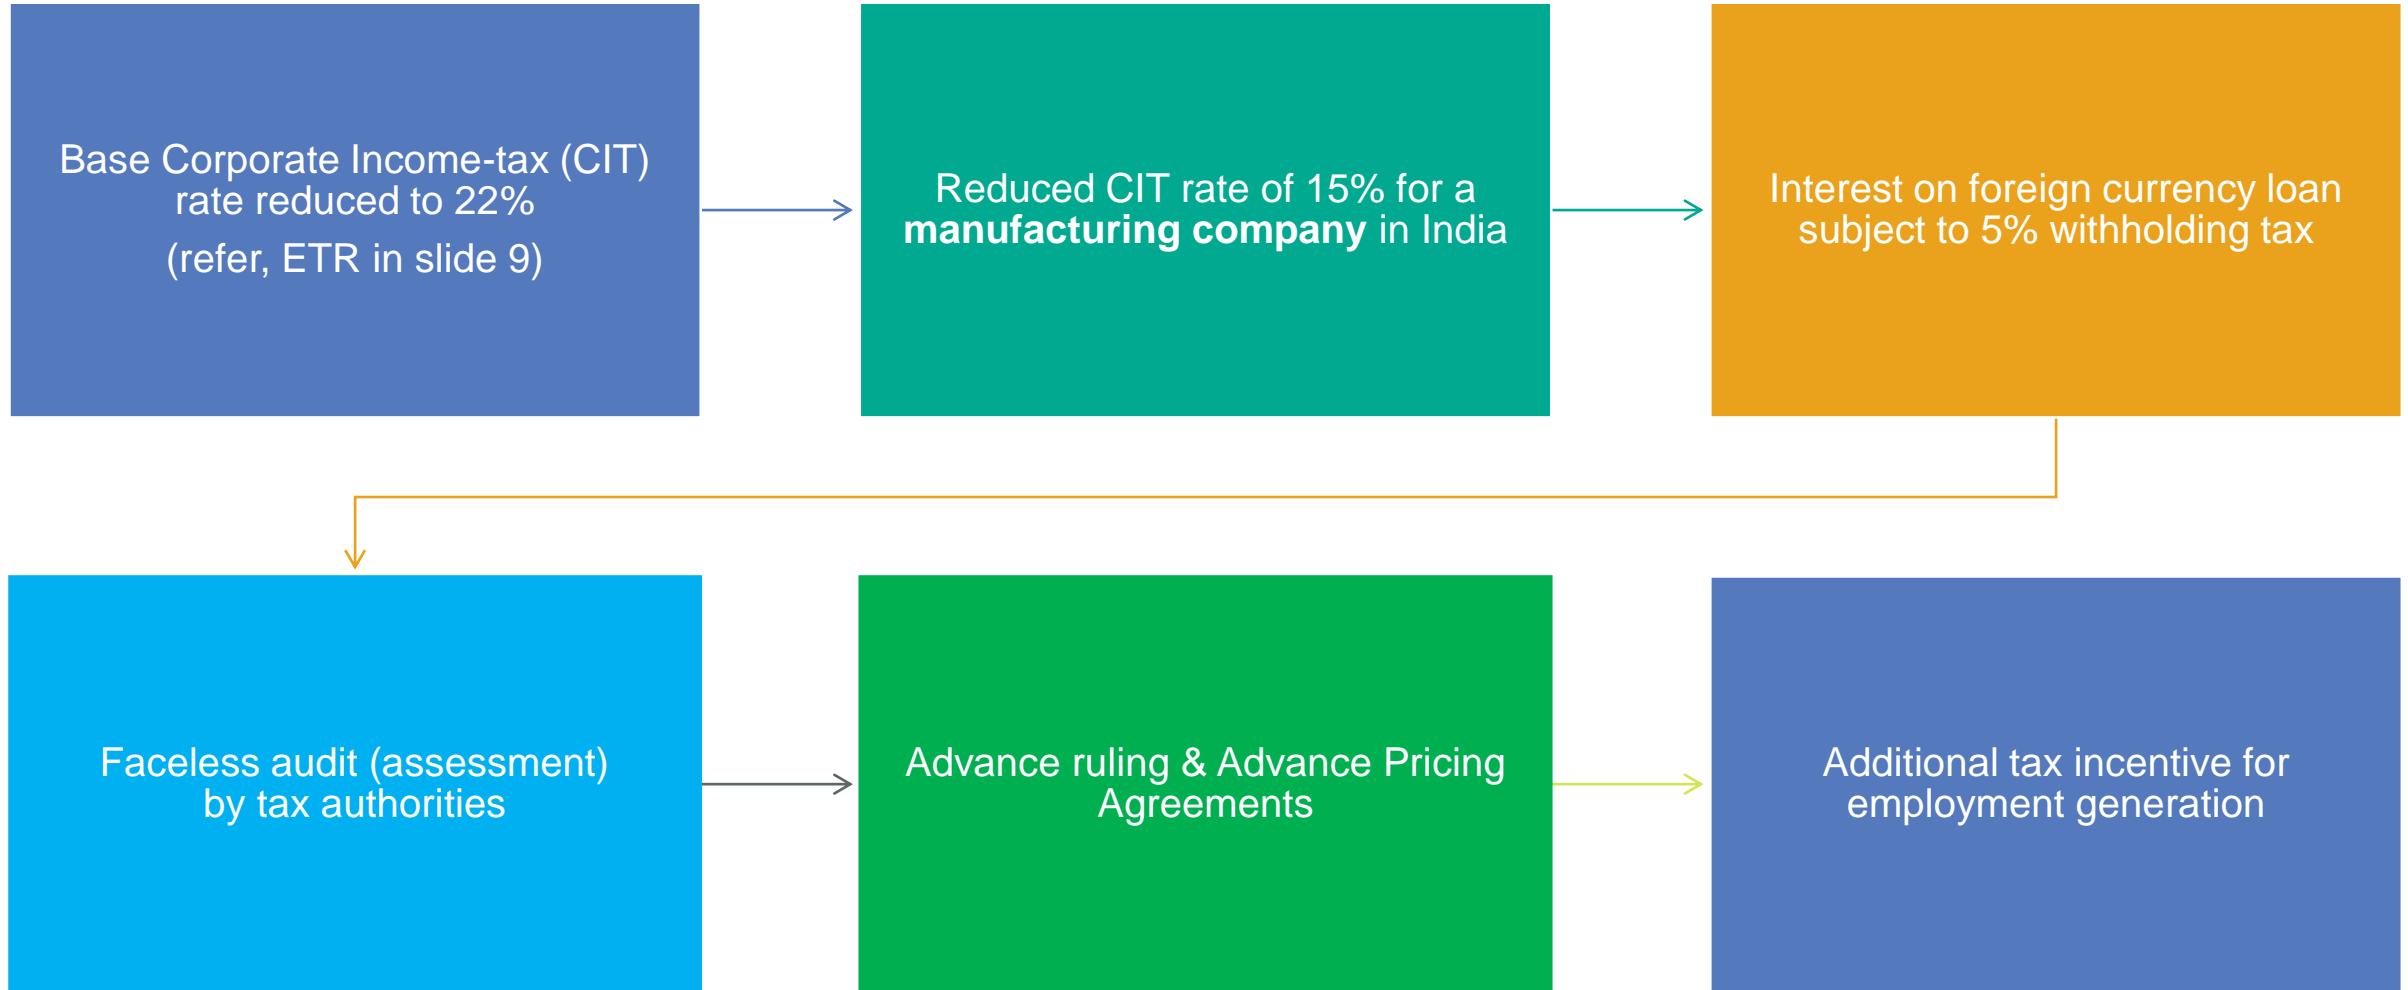 Base Corporate Income-tax (CIT)
rate reduced to 22%
(refer, ETR in slide 9)
Reduced CIT rate of 15% for a
manufacturing company in India
Interest on foreign currency loan
subject to 5% withholding tax
Faceless audit (assessment)
by tax authorities
Advance ruling & Advance Pricing
Agreements
Additional tax incentive for
employment generation